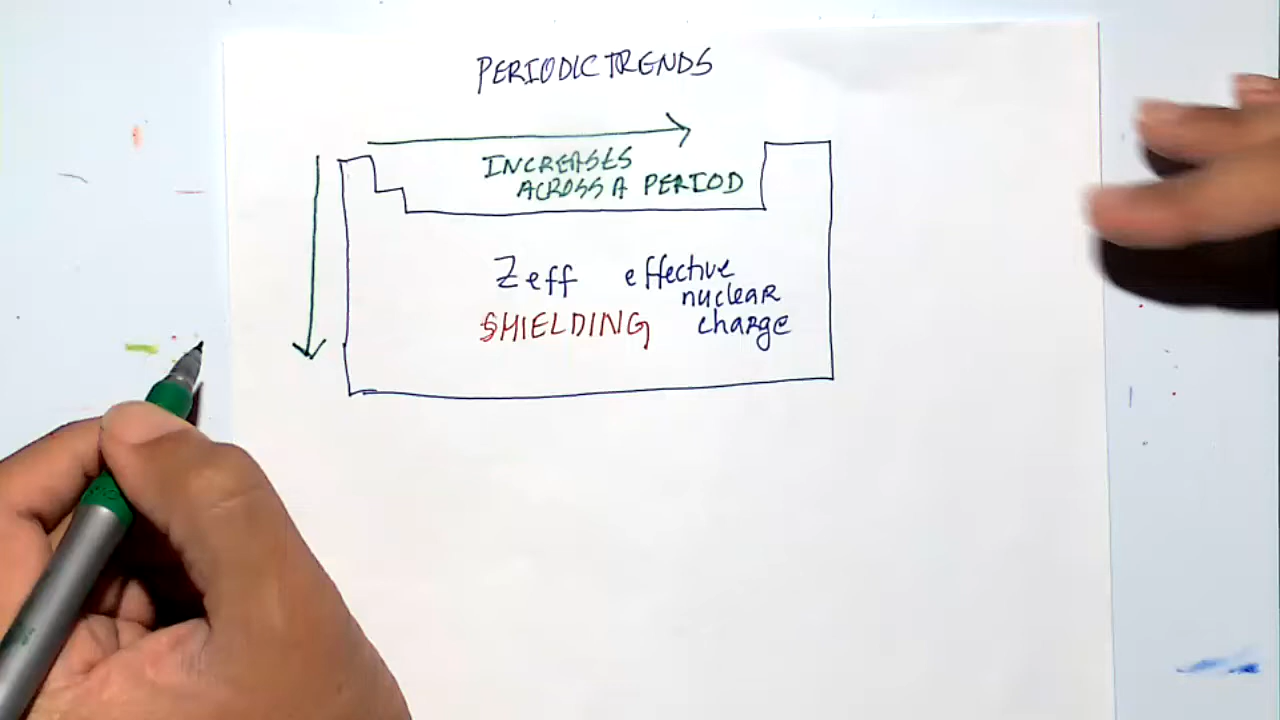 PERIODIC TRENDS
INCREASES
ACROSS A PERIOD
Zeff effective
nuclear
SHIELDING charge